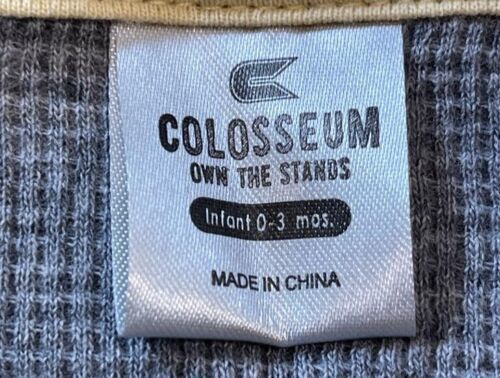 COLOSSEUM
OWN THE STANDS
Infant 0-3 mos.
MADE IN CHINA